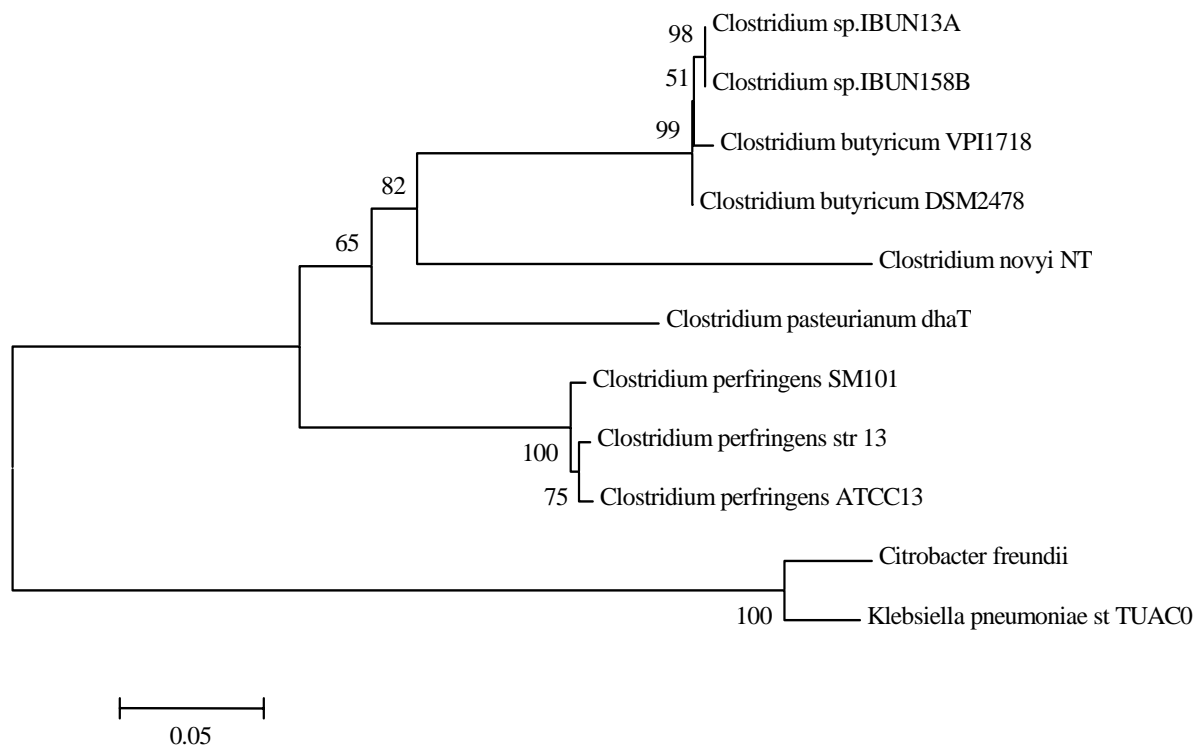 98
Clostridium sp.IBUN13A
51
Clostridium sp.IBUN158B
99
Clostridium butyricum VPI1718
82
Clostridium butyricum DSM2478
65
Clostridium novyi NT
Clostridium pasteurianum dhaT
Clostridium perfringens SM101
Clostridium perfringens str 13
100
75
Clostridium perfringens ATCC13
Citrobacter freundii
100
Klebsiella pneumoniae st TUAC0
0.05